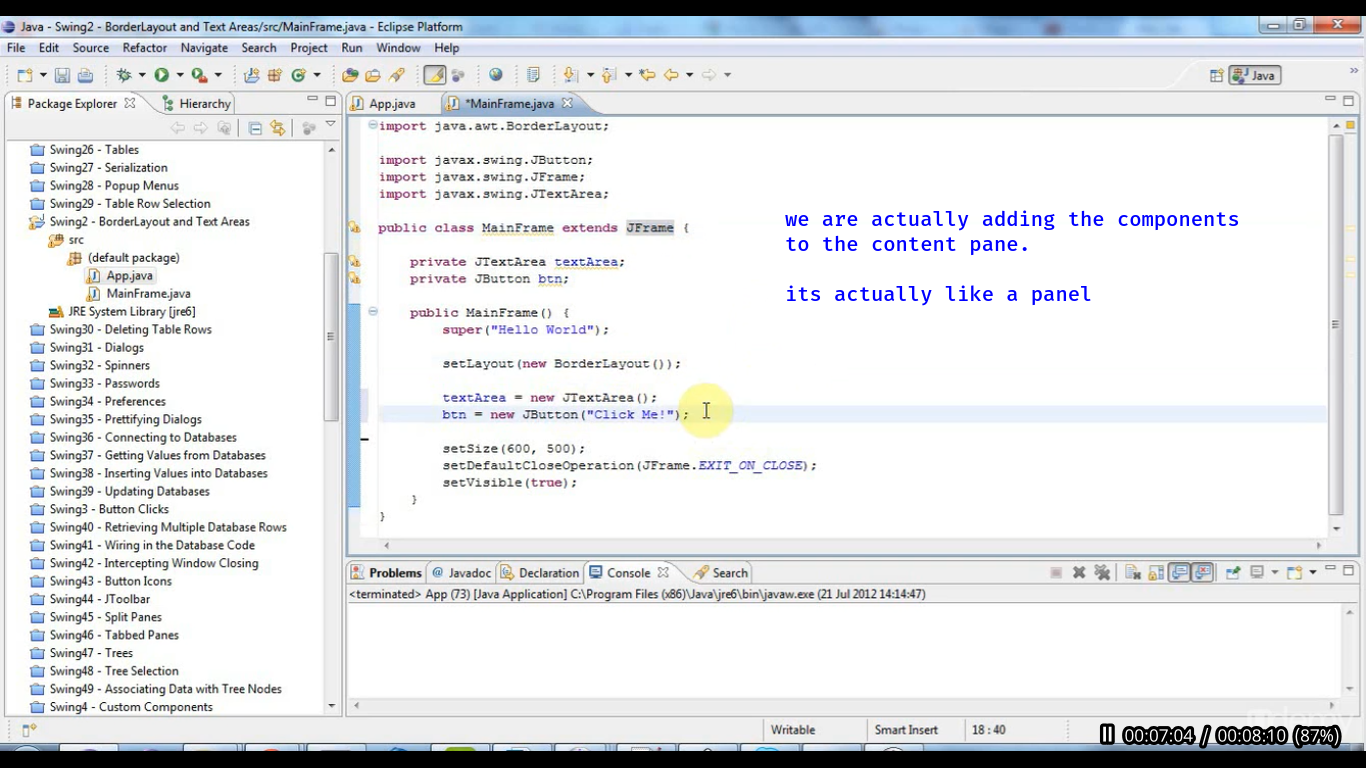 Java - Swing2 - BorderLayout and Text Areas/src/MainFrame.java - Eclipse Platform
File Edit Source Refactor Navigate Search Project Run Window Help
Java
Package Explorer Hierarchy
Swing26 - Tables
Swing27 - Serialization
Swing28 - Popup Menus
Swing29 - Table Row Selection
Swing2 - BorderLayout and Text Areas
src
(default package)
App.java
MainFrame.java
JRE System Library [jre6]
Swing30 - Deleting Table Rows
Swing31 - Dialogs
Swing32 - Spinners
Swing33 - Passwords
Swing34 - Preferences
Swing35 - Prettifying Dialogs
Swing36 - Connecting to Databases
Swing37 - Getting Values from Databases
Swing38 - Inserting Values into Databases
Swing39 - Updating Databases
Swing3 - Button Clicks
Swing40 - Retrieving Multiple Database Rows
Swing41 - Wiring in the Database Code
Swing42 - Intercepting Window Closing
Swing43 - Button Icons
Swing44 - JToolbar
Swing45 - Split Panes
Swing46 - Tabbed Panes
Swing47 - Trees
Swing48 - Tree Selection
Swing49 - Associating Data with Tree Nodes
Swing4 - Custom Components
App.java *MainFrame.java
import java.awt.BorderLayout;
import javax.swing.JButton;
import javax.swing.JFrame;
import javax.swing.JTextArea;
public class MainFrame extends JFrame {
private JTextArea textArea;
private JButton btn;
public MainFrame() {
super("Hello World");
setLayout(new BorderLayout());
textArea = new JTextArea();
btn = new JButton("Click Me!");
setSize(600, 500);
setDefaultCloseOperation(JFrame.EXIT_ON_CLOSE);
setVisible(true);
}
}
we are actually adding the components
to the content pane.
its actually like a panel
Problems @ Javadoc Declaration Console Search
<terminated> App (73) [Java Application] C:\Program Files (x86)\Java\jre6\bin\javaw.exe (21 Jul 2012 14:14:47)
Writable Smart Insert 18 : 40
00:07:04 / 00:08:10 (87%)